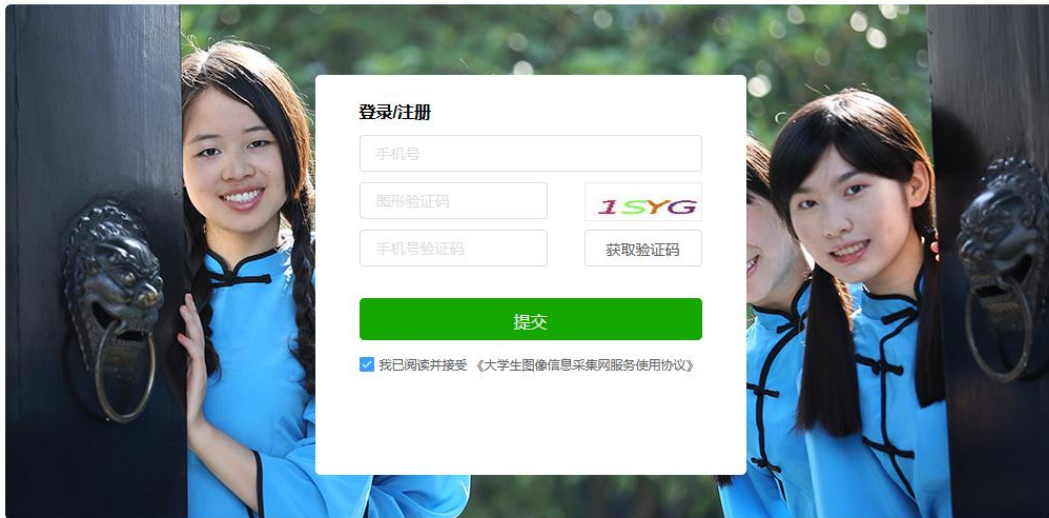 登录/注册
手机号
图形验证码
1SYG
手机号验证码
获取验证码
提交
我已阅读并接受 《大学生图像信息采集网服务使用协议》